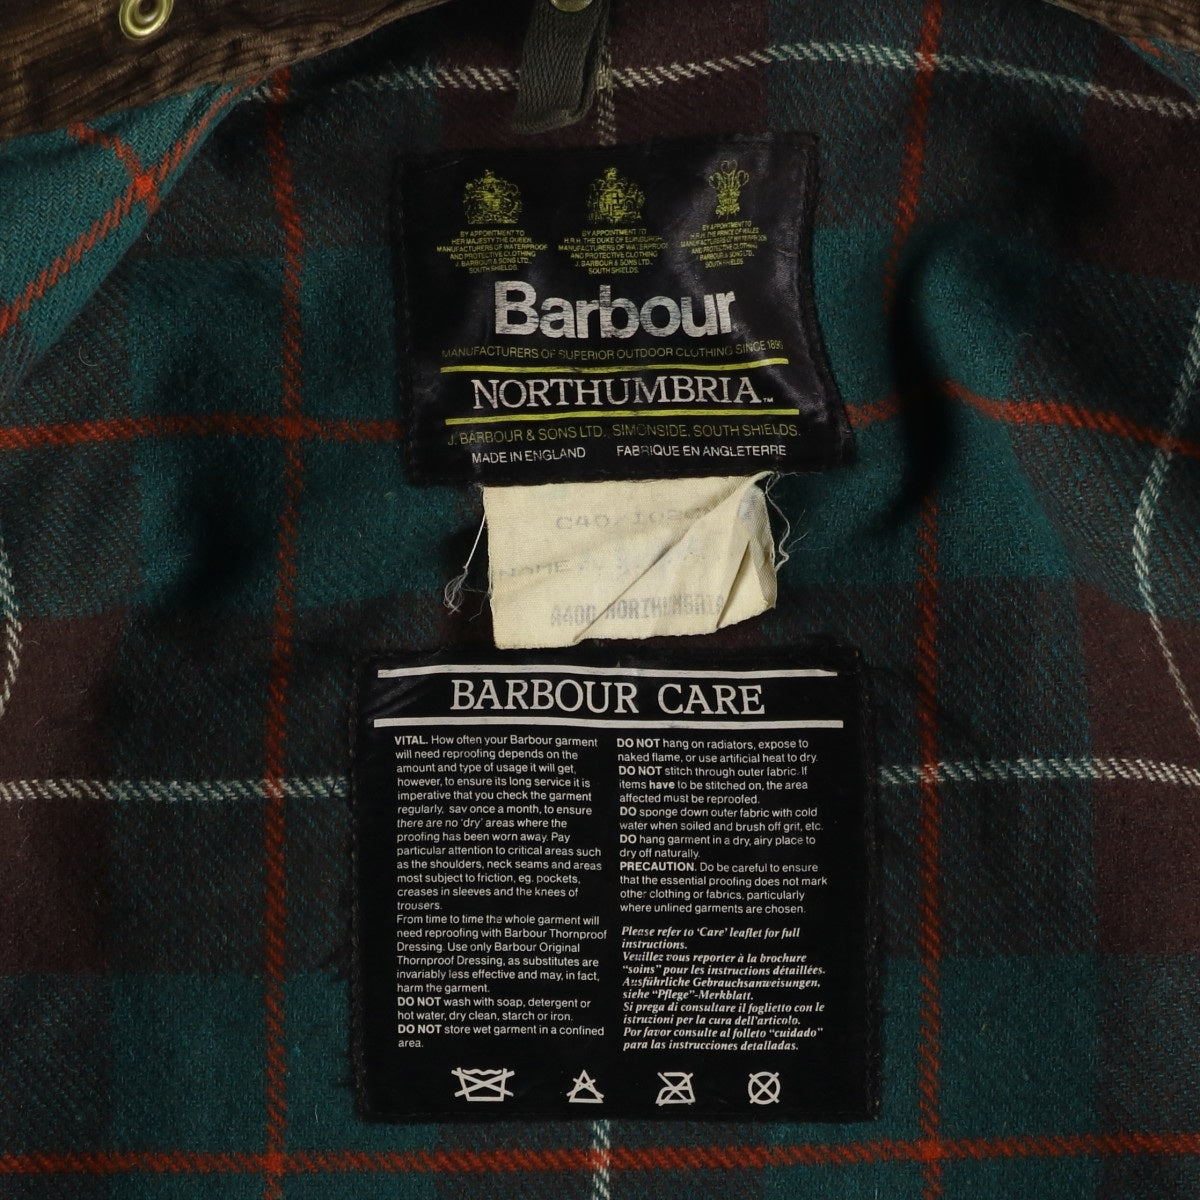 BY APPOINTMENT TO
HER MAJESTY THE QUEEN
MANUFACTURERS OF WATERPROOF
AND PROTECTIVE CLOTHING
J. BARBOUR & SONS LTD.,
SOUTH SHIELDS.
BY APPOINTMENT TO
H.R.H. THE DUKE OF EDINBURGH
MANUFACTURERS OF WATERPROOF
AND PROTECTIVE CLOTHING
J. BARBOUR & SONS LTD.,
SOUTH SHIELDS.
BY APPOINTMENT TO
H.R.H. THE PRINCE OF WALES
MANUFACTURERS OF WATERPROOF
AND PROTECTIVE CLOTHING
BARBOUR & SONS LTD.,
SOUTH SHIELDS.
Barbour
MANUFACTURERS OF SUPERIOR OUTDOOR CLOTHING SINCE
NORTHUMBRIA™
J. BARBOUR & SONS LTD., SIMONSIDE, SOUTH SHIELDS.
MADE IN ENGLAND FABRIQUE EN ANGLETERRE
C40
A400 NORTHUMBRIA
BARBOUR CARE
VITAL. How often your Barbour garment
will need reproofing depends on the
amount and type of usage it will get,
however, to ensure its long service it is
imperative that you check the garment
regularly, say once a month, to ensure
there are no 'dry' areas where the
proofing has been worn away. Pay
particular attention to critical areas such
as the shoulders, neck seams and areas
most subject to friction, eg. pockets,
creases in sleeves and the knees of
trousers.
From time to time the whole garment will
need reproofing with Barbour Thornproof
Dressing. Use only Barbour Original
Thornproof Dressing, as substitutes are
invariably less effective and may, in fact,
harm the garment.
DO NOT wash with soap, detergent or
hot water, dry clean, starch or iron.
DO NOT store wet garment in a confined
area.
DO NOT hang on radiators, expose to
naked flame, or use artificial heat to dry.
DO NOT stitch through outer fabric. If
items have to be stitched on, the area
affected must be reproofed.
DO sponge down outer fabric with cold
water when soiled and brush off grit, etc.
DO hang garment in a dry, airy place to
dry off naturally.
PRECAUTION. Do be careful to ensure
that the essential proofing does not mark
other clothing or fabrics, particularly
where unlined garments are chosen.
Please refer to 'Care' leaflet for full
instructions.
Veuillez vous reporter à la brochure
"soins" pour les instructions détaillées.
Ausführliche Gebrauchsanweisungen,
siehe "Pflege"-Merkblatt.
Si prega di consultare il foglietto con le
istruzioni per la cura dell'articolo.
Por favor consulte al folleto "cuidado"
para las instrucciones detalladas.